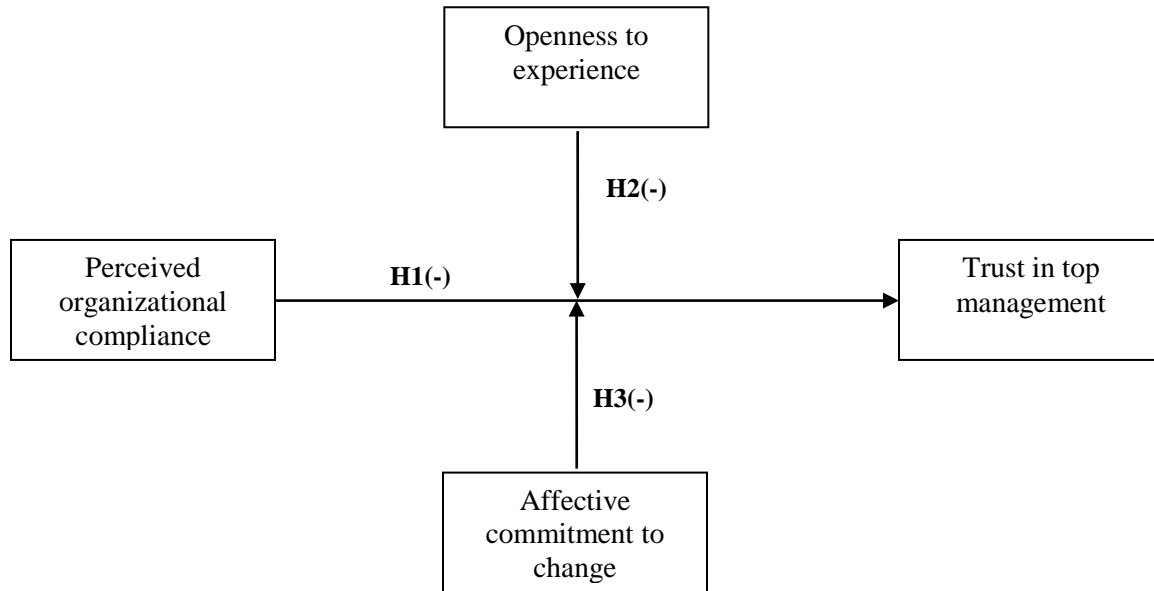 Openness to
experience
H2(-)
Perceived
organizational
compliance
H1(-)
Trust in top
management
H3(-)
Affective
commitment to
change